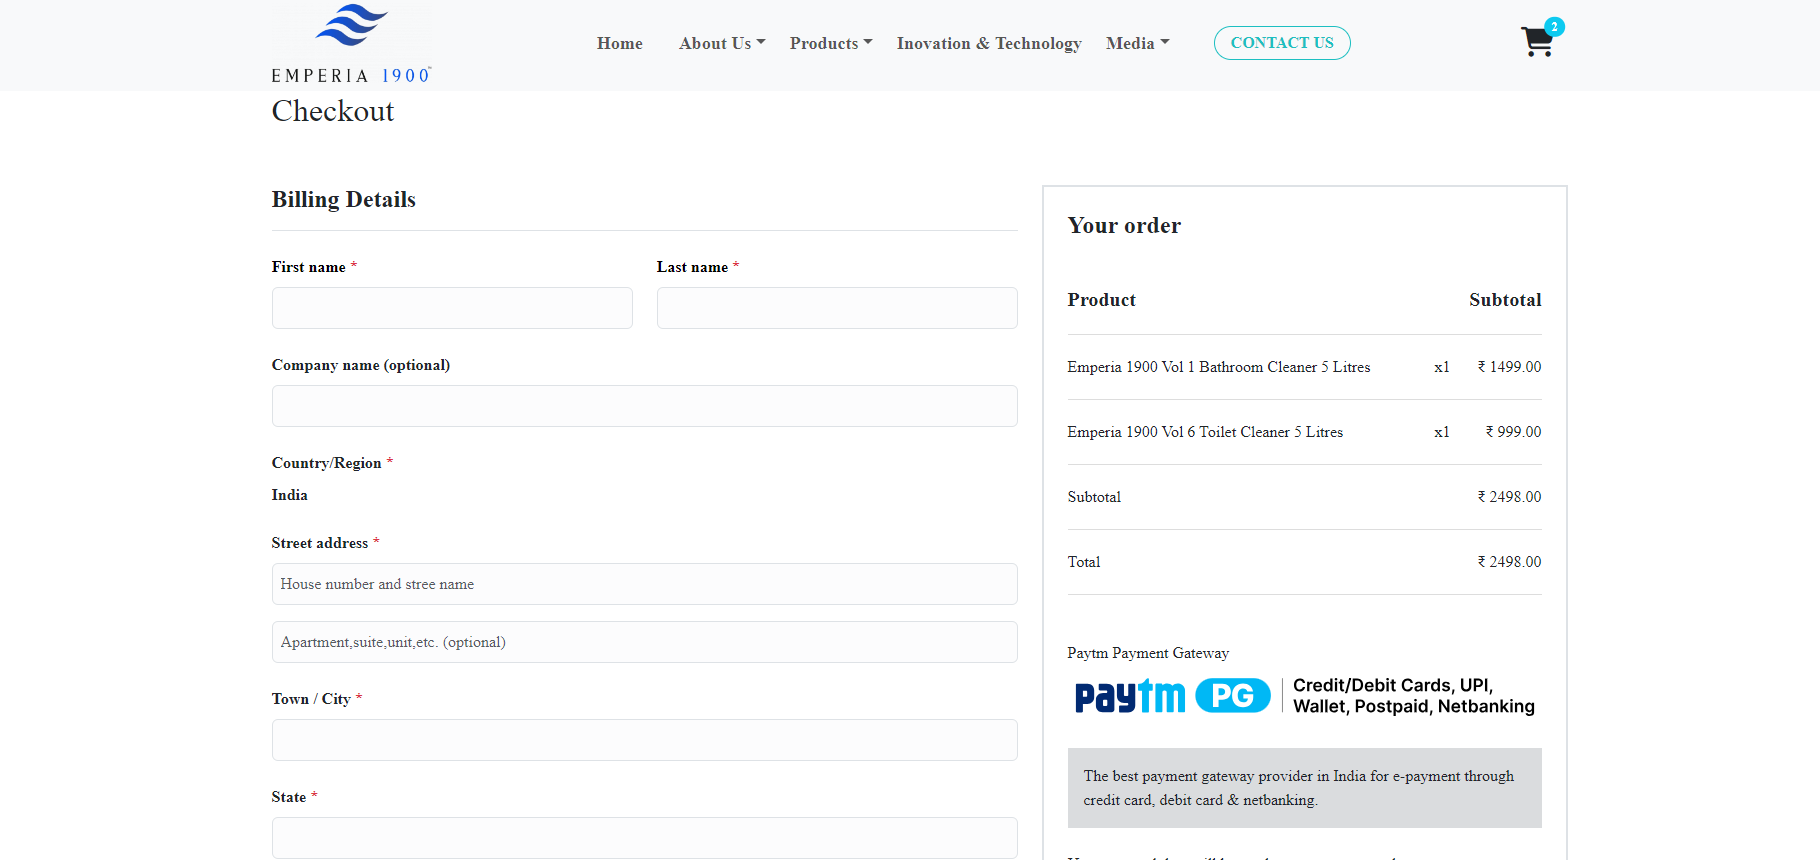 EMPERIA 1900
Home
About Us
Products
Inovation & Technology
Media
CONTACT US
2
Checkout
Billing Details
First name *
Last name *
Company name (optional)
Country/Region *
India
Street address *
House number and stree name
Apartment,suite,unit,etc. (optional)
Town / City *
State *
Your order
Product Subtotal
Emperia 1900 Vol 1 Bathroom Cleaner 5 Litres x1 ₹ 1499.00
Emperia 1900 Vol 6 Toilet Cleaner 5 Litres x1 ₹ 999.00
Subtotal ₹ 2498.00
Total ₹ 2498.00
Paytm Payment Gateway
paytm PG
Credit/Debit Cards, UPI,
Wallet, Postpaid, Netbanking
The best payment gateway provider in India for e-payment through
credit card, debit card & netbanking.